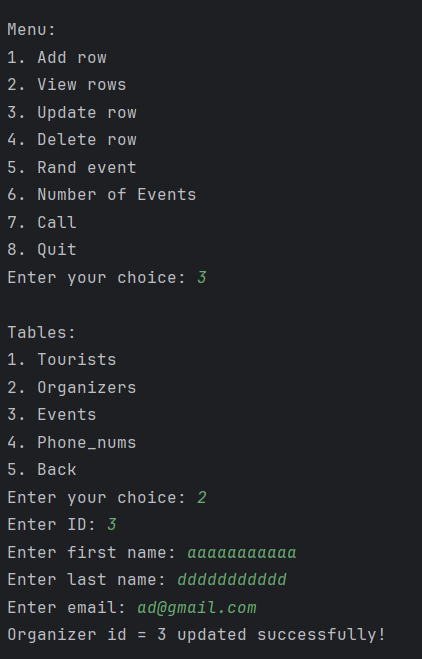 Menu:
1. Add row
2. View rows
3. Update row
4. Delete row
5. Rand event
6. Number of Events
7. Call
8. Quit
Enter your choice: 3
Tables:
1. Tourists
2. Organizers
3. Events
4. Phone_nums
5. Back
Enter your choice: 2
Enter ID: 3
Enter first name: aaaaaaaaaaa
Enter last name: ddddddddddd
Enter email: ad@gmail.com
Organizer id = 3 updated successfully!